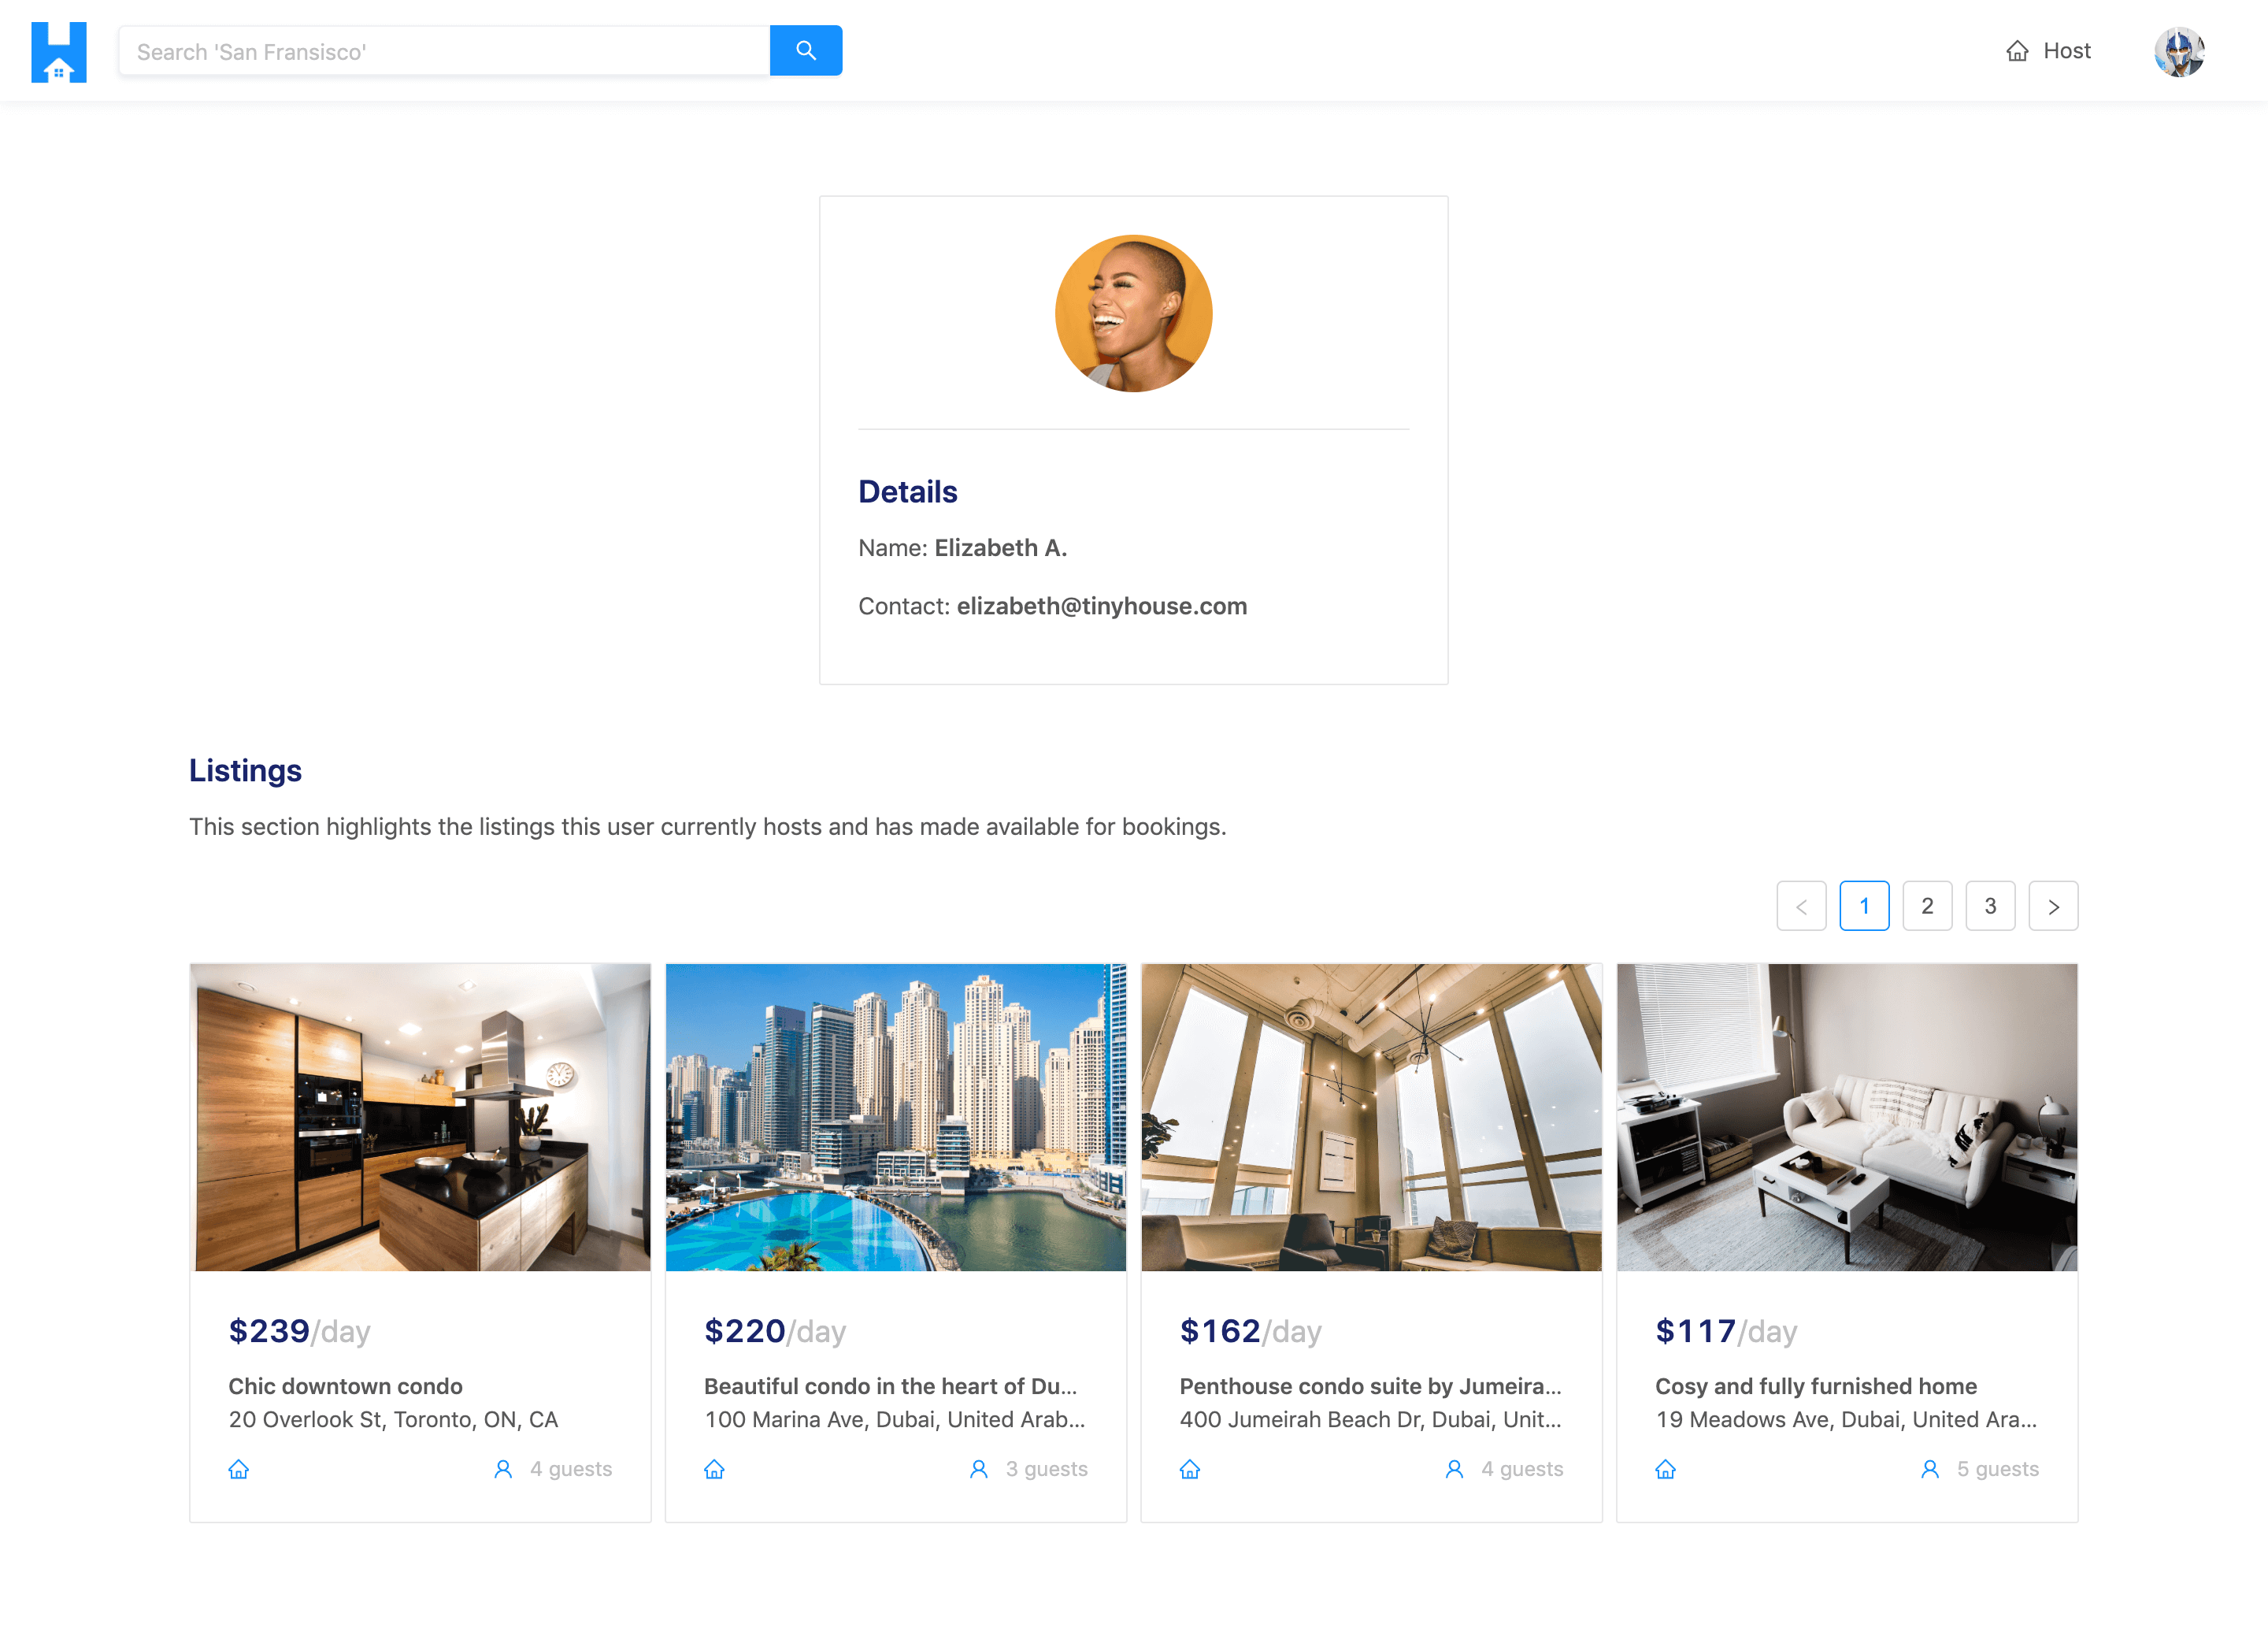 Search 'San Fransisco'
Host
Details
Name: Elizabeth A.
Contact: elizabeth@tinyhouse.com
Listings
This section highlights the listings this user currently hosts and has made available for bookings.
< 1 2 3 >
$239/day
Chic downtown condo
20 Overlook St, Toronto, ON, CA
4 guests
$220/day
Beautiful condo in the heart of Du...
100 Marina Ave, Dubai, United Arab...
3 guests
$162/day
Penthouse condo suite by Jumeira...
400 Jumeirah Beach Dr, Dubai, Unit...
4 guests
$117/day
Cosy and fully furnished home
19 Meadows Ave, Dubai, United Ara...
5 guests